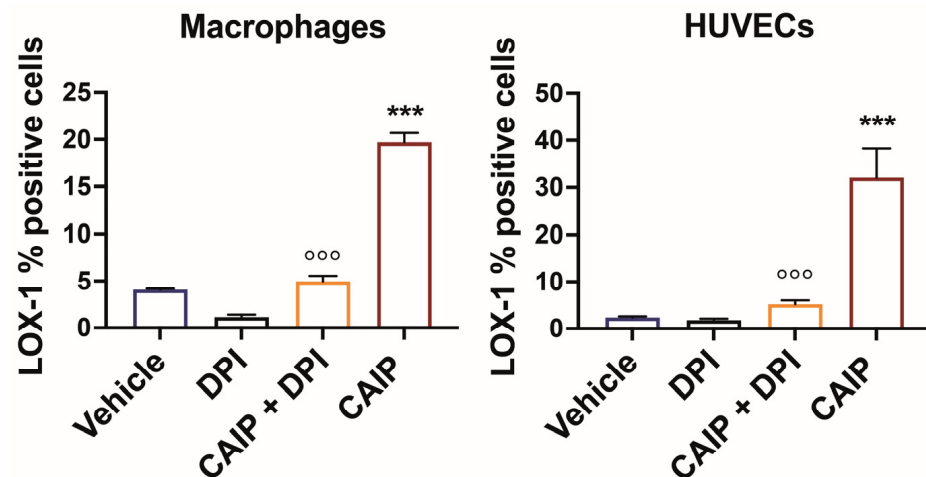 Macrophages
LOX-1 % positive cells
25
20
15
10
5
0
***
°°°
Vehicle
DPI
CAIP + DPI
CAIP
HUVECs
LOX-1 % positive cells
50
40
30
20
10
0
***
°°°
Vehicle
DPI
CAIP + DPI
CAIP